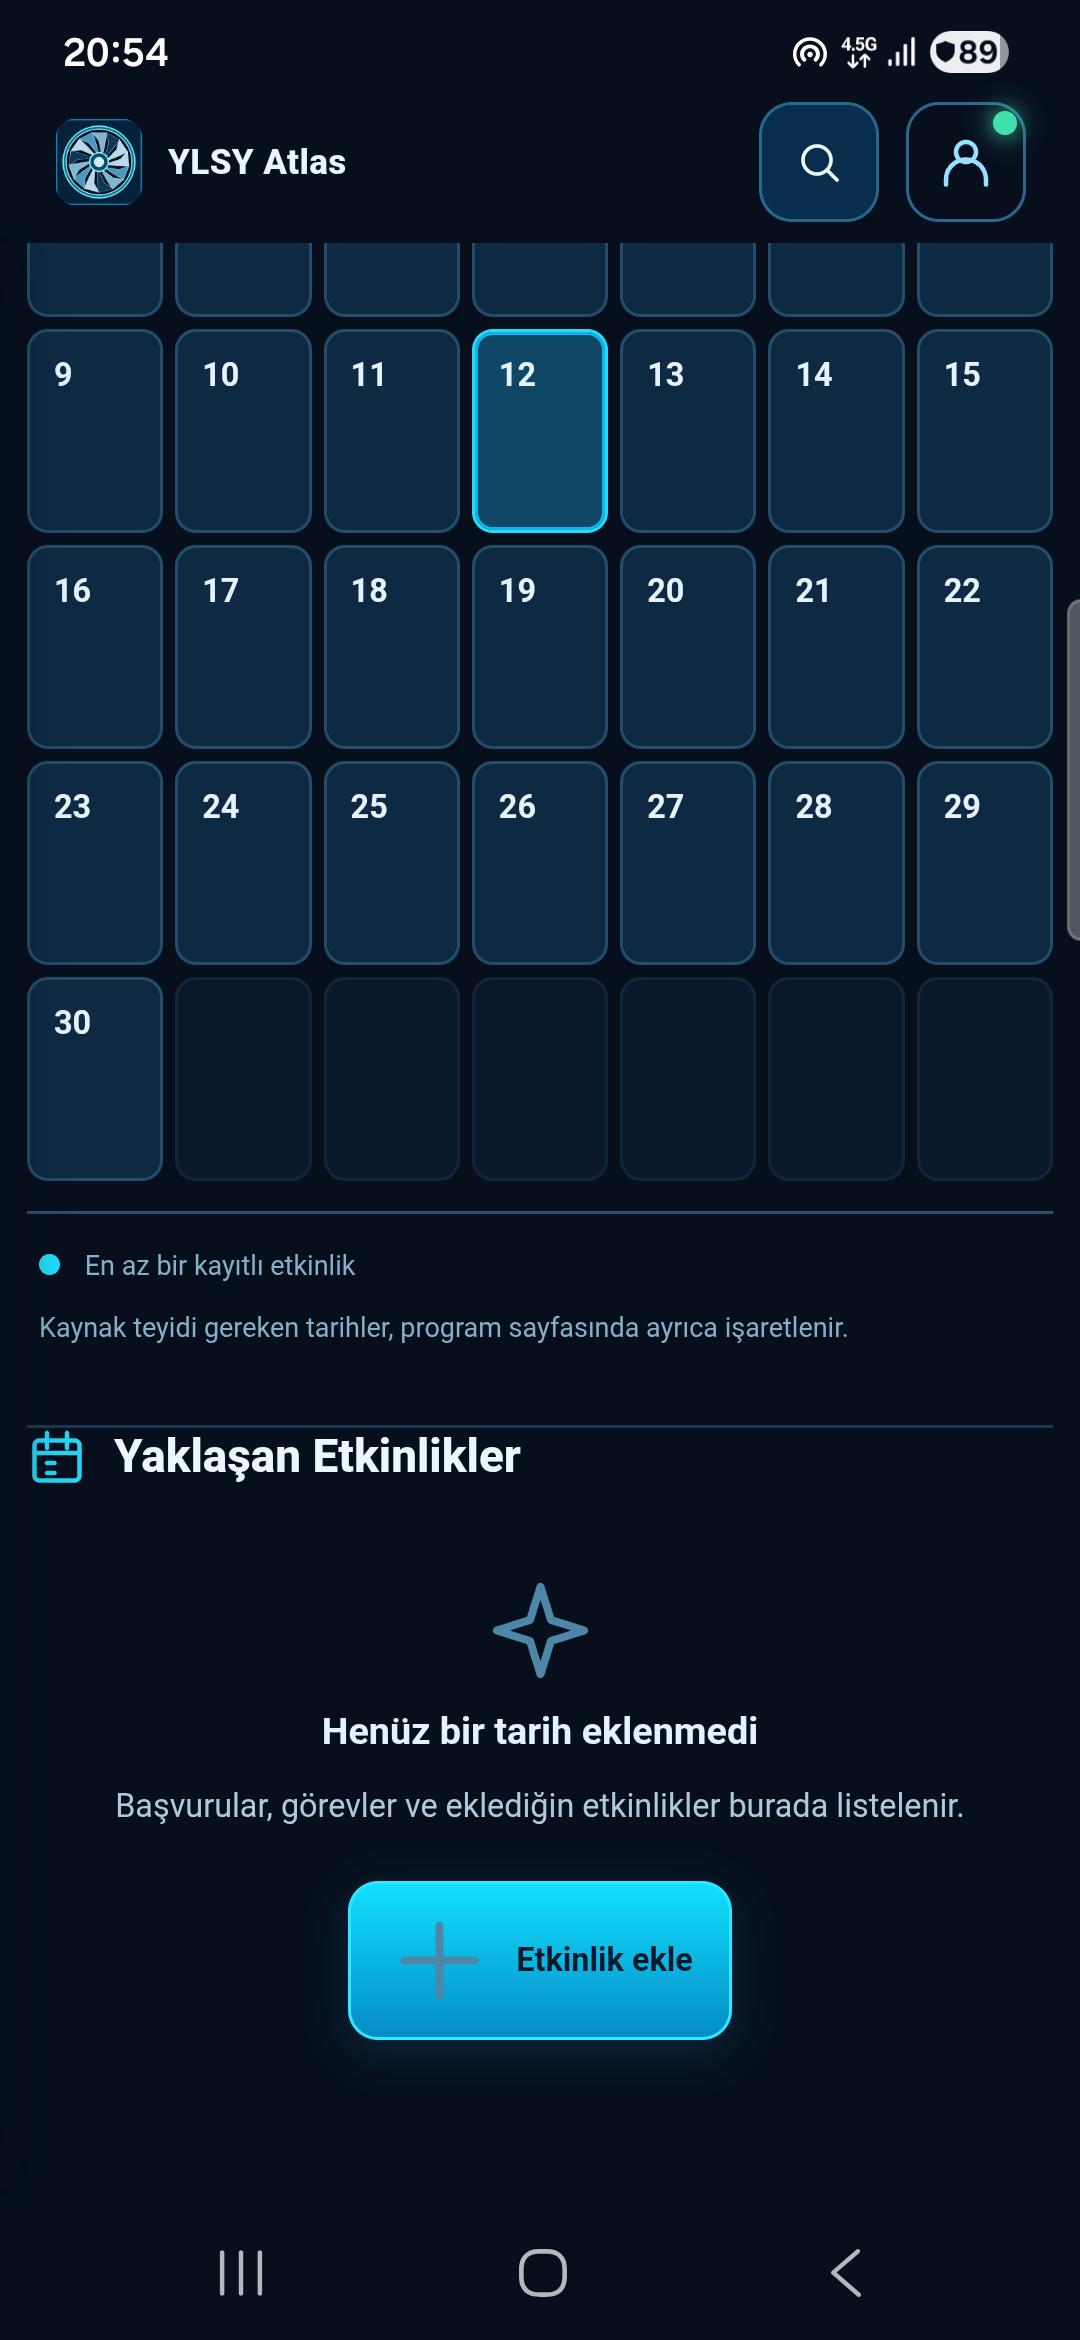 20:54
4.5G
89
YLSY Atlas
9 10 11 12 13 14 15
16 17 18 19 20 21 22
23 24 25 26 27 28 29
30
En az bir kayıtlı etkinlik
Kaynak teyidi gereken tarihler, program sayfasında ayrıca işaretlenir.
Yaklaşan Etkinlikler
Henüz bir tarih eklenmedi
Başvurular, görevler ve eklediğin etkinlikler burada listelenir.
Etkinlik ekle